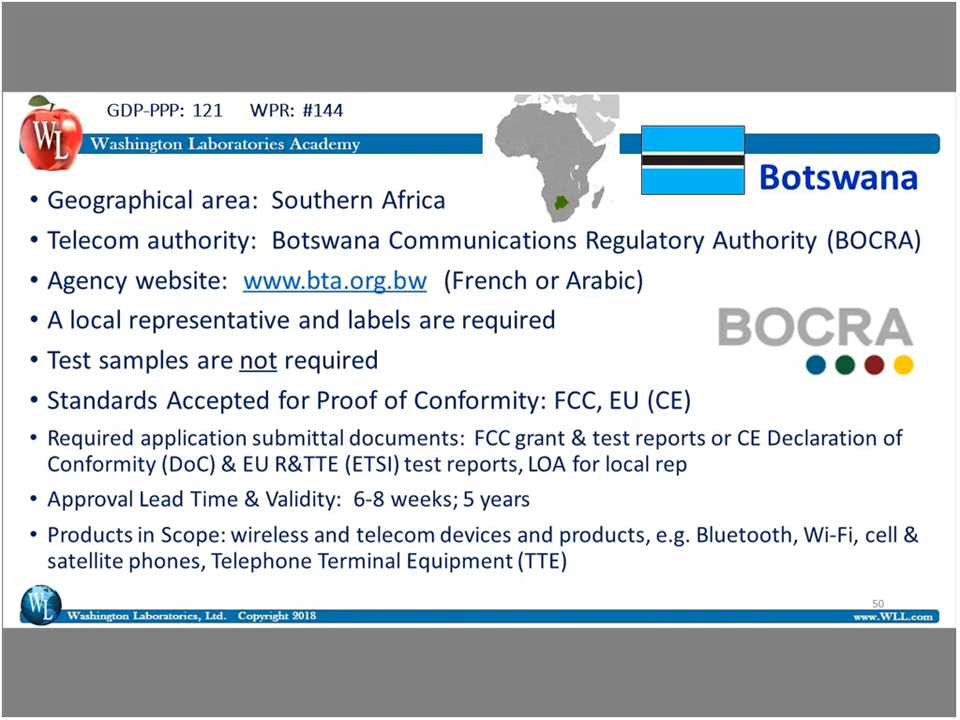 GDP-PPP: 121 WPR: #144
WL
Washington Laboratories Academy
Botswana
• Geographical area: Southern Africa
• Telecom authority: Botswana Communications Regulatory Authority (BOCRA)
• Agency website: www.bta.org.bw (French or Arabic)
• A local representative and labels are required
BOCRA
• Test samples are not required
• Standards Accepted for Proof of Conformity: FCC, EU (CE)
• Required application submittal documents: FCC grant & test reports or CE Declaration of
Conformity (DoC) & EU R&TTE (ETSI) test reports, LOA for local rep
• Approval Lead Time & Validity: 6-8 weeks; 5 years
• Products in Scope: wireless and telecom devices and products, e.g. Bluetooth, Wi-Fi, cell &
satellite phones, Telephone Terminal Equipment (TTE)
50
WL
Washington Laboratories, Ltd. Copyright 2018
www.WLL.com